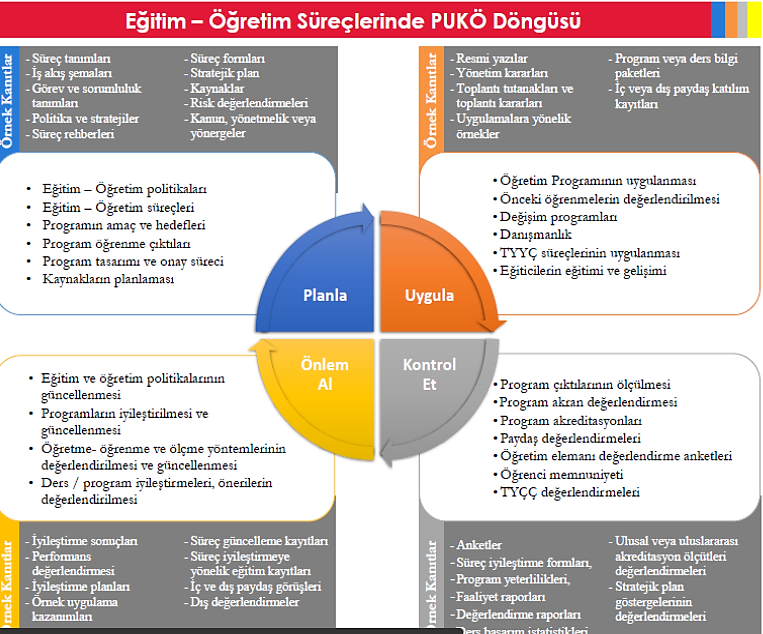 Eğitim – Öğretim Süreçlerinde PUKÖ Döngüsü
Örnek Kanıtlar
- Süreç tanımları
- İş akış şemaları
- Görev ve sorumluluk
tanımları
- Politika ve stratejiler
- Süreç rehberleri
- Süreç formları
- Stratejik plan
- Kaynaklar
- Risk değerlendirmeleri
- Kanun, yönetmelik veya
yönergeler
Örnek Kanıtlar
- Resmi yazılar
- Yönetim kararları
- Toplantı tutanakları ve
toplantı kararları
- Uygulamalara yönelik
örnekler
- Program veya ders bilgi
paketleri
- İç veya dış paydaş katılım
kayıtları
• Eğitim – Öğretim politikaları
• Eğitim – Öğretim süreçleri
• Programın amaç ve hedefleri
• Program öğrenme çıktıları
• Program tasarımı ve onay süreci
• Kaynakların planlaması
• Öğretim Programının uygulanması
• Önceki öğrenmelerin değerlendirilmesi
• Değişim programları
• Danışmanlık
• TYYÇ süreçlerinin uygulanması
• Eğiticilerin eğitimi ve gelişimi
Planla
Uygula
Önlem
Al
Kontrol
Et
• Eğitim ve öğretim politikalarının
güncellenmesi
• Programların iyileştirilmesi ve
güncellenmesi
• Öğretme- öğrenme ve ölçme yöntemlerinin
değerlendirilmesi ve güncellenmesi
• Ders / program iyileştirmeleri, önerilerin
değerlendirilmesi
• Program çıktılarının ölçülmesi
• Program akran değerlendirmesi
• Program akreditasyonları
• Paydaş değerlendirmeleri
• Öğretim elemanı değerlendirme anketleri
• Öğrenci memnuniyeti
• TYÇÇ değerlendirmeleri
Örnek Kanıtlar
- İyileştirme sonuçları
- Performans
değerlendirmesi
- İyileştirme planları
- Örnek uygulama
kazanımları
- Süreç güncelleme kayıtları
- Süreç iyileştirmeye
yönelik eğitim kayıtları
- İç ve dış paydaş görüşleri
- Dış değerlendirmeler
Örnek Kanıtlar
- Anketler
- Süreç iyileştirme formları,
- Program yeterlilikleri,
- Faaliyet raporları
- Değerlendirme raporları
- Ders başarım istatistikleri
- Ulusal veya uluslararası
akreditasyon ölçütleri
değerlendirmeleri
- Stratejik plan
göstergelerinin
değerlendirmeleri